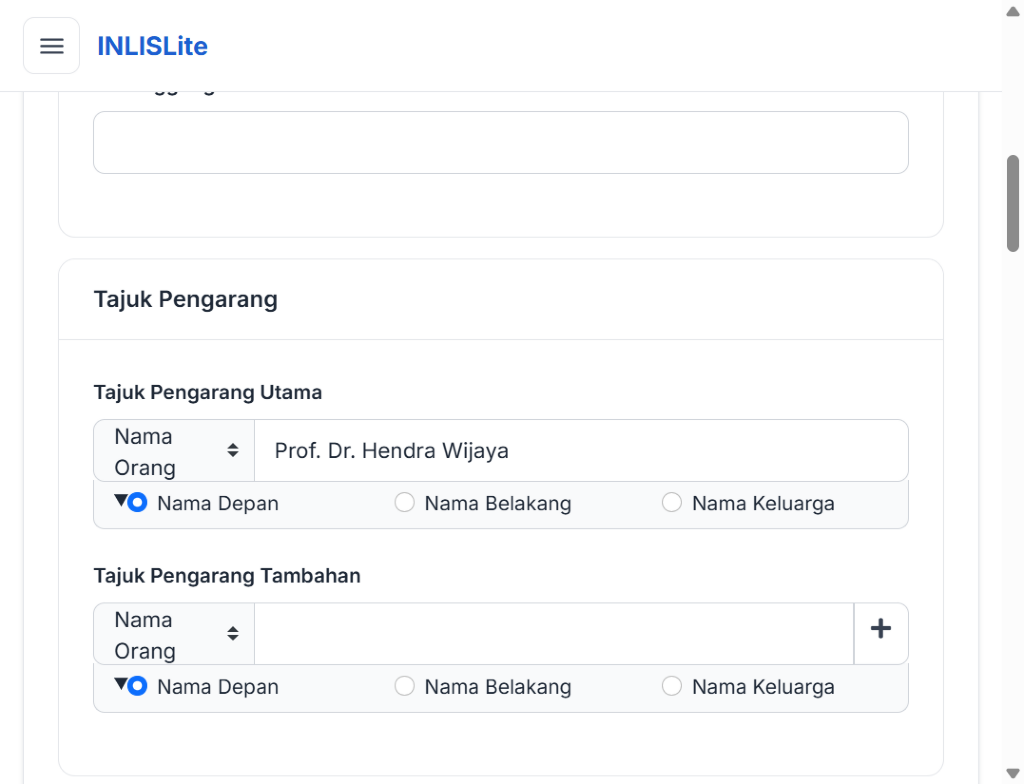 INLISLite
Tajuk Pengarang
Tajuk Pengarang Utama
Nama Orang
Prof. Dr. Hendra Wijaya
Nama Depan
Nama Belakang
Nama Keluarga
Tajuk Pengarang Tambahan
Nama Orang
Nama Depan
Nama Belakang
Nama Keluarga